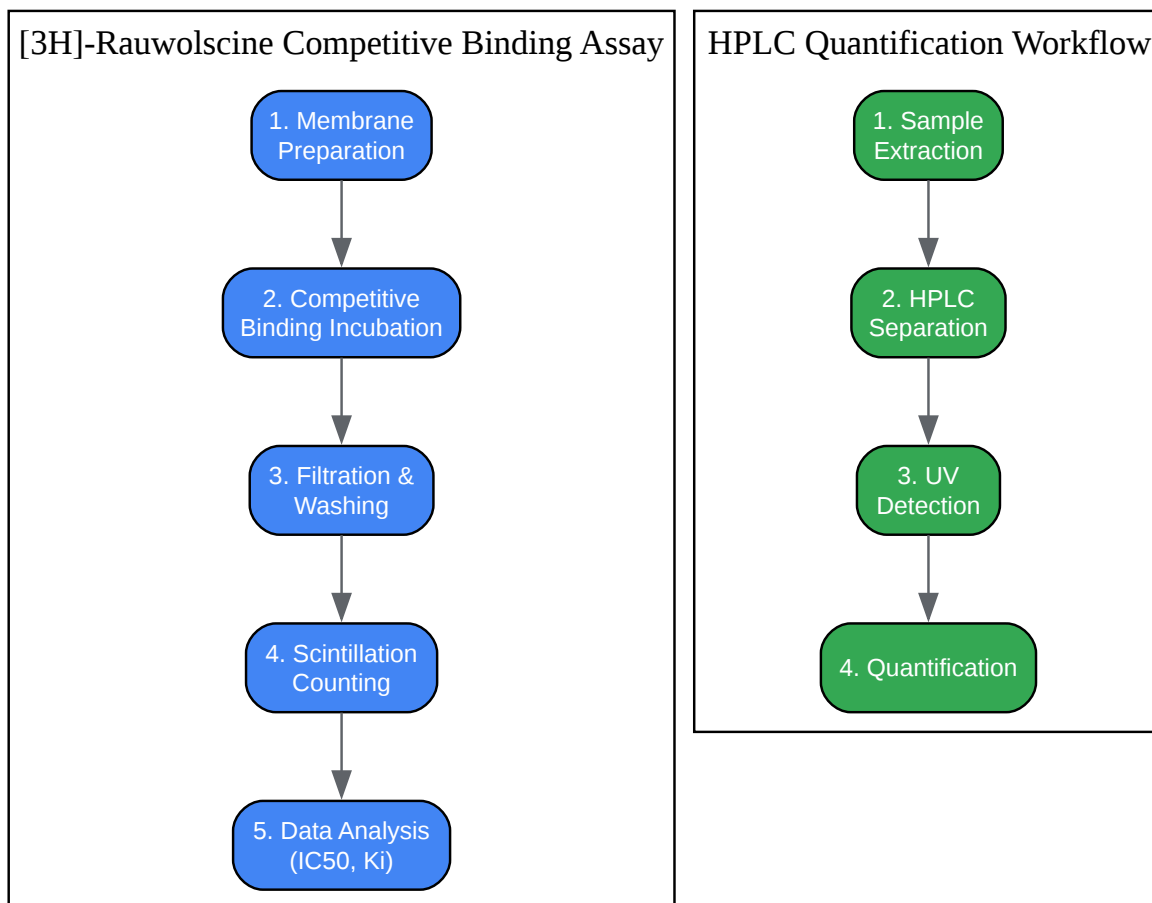 [3H]-Rauwolscine Competitive Binding Assay
1. Membrane
Preparation
2. Competitive
Binding Incubation
3. Filtration &
Washing
4. Scintillation
Counting
5. Data Analysis
(IC50, Ki)
HPLC Quantification Workflow
1. Sample
Extraction
2. HPLC
Separation
3. UV
Detection
4. Quantification